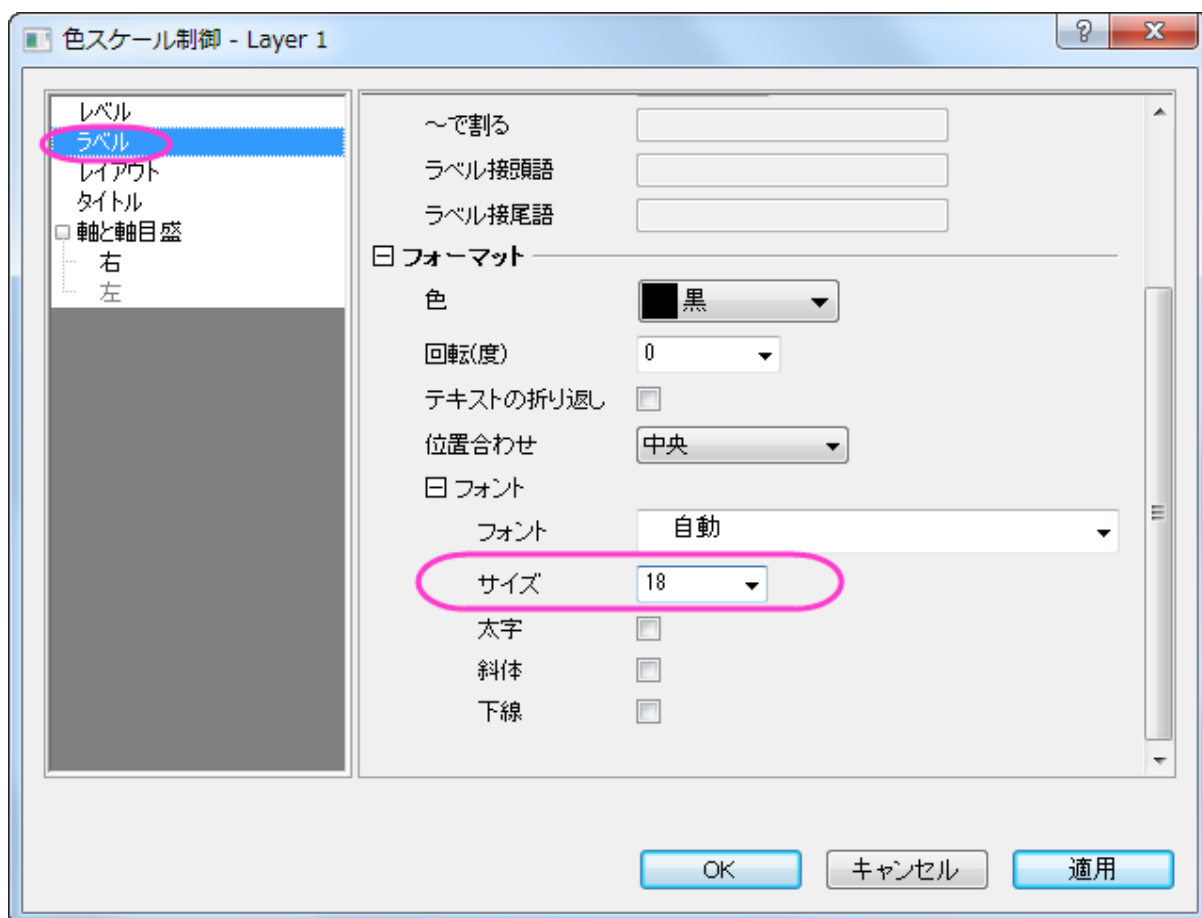 色スケール制御 - Layer 1
レベル
ラベル
レイアウト
タイトル
軸と軸目盛
右
左
～で割る
ラベル接頭語
ラベル接尾語
フォーマット
色 黒
回転(度) 0
テキストの折り返し
位置合わせ 中央
フォント
フォント 自動
サイズ 18
太字
斜体
下線
OK キャンセル 適用